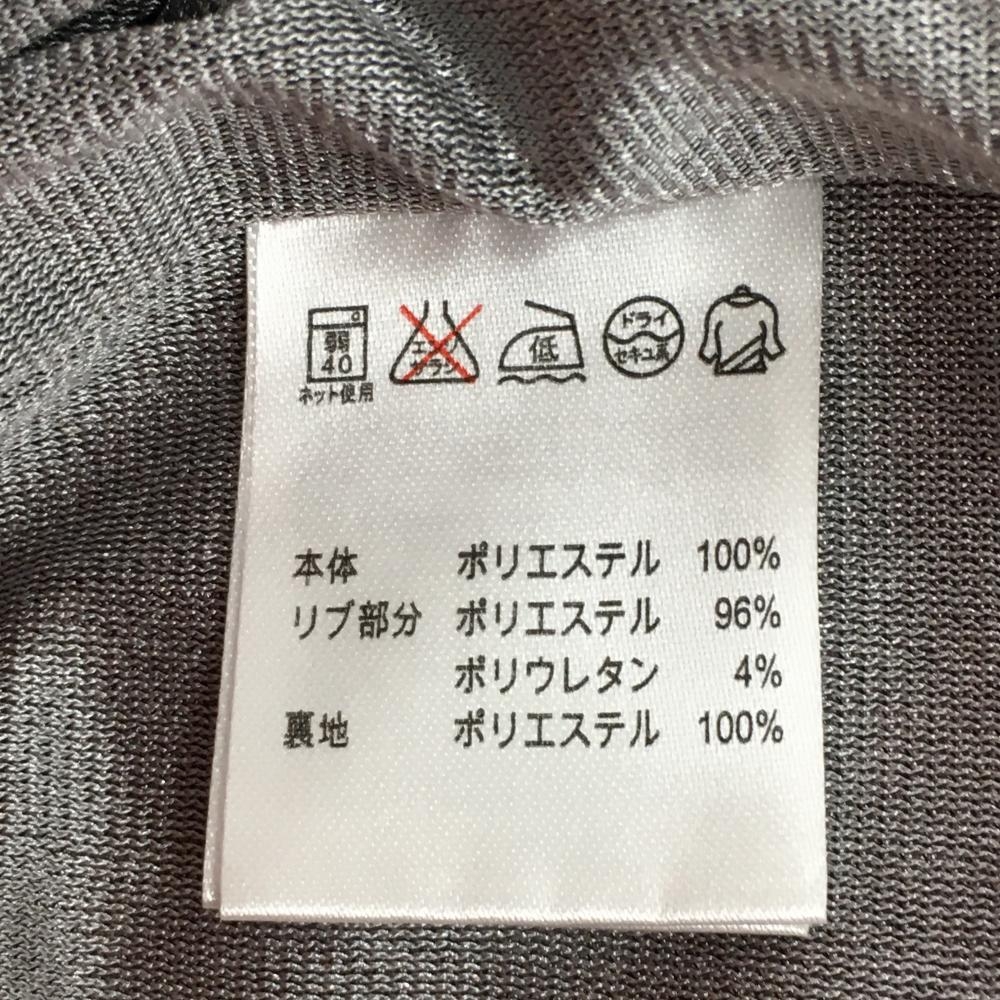 弱
40
ネット使用
エンソ
サラシ
低
ドライ
セキユ系
本体 ポリエステル 100%
リブ部分 ポリエステル 96%
ポリウレタン 4%
裏地 ポリエステル 100%